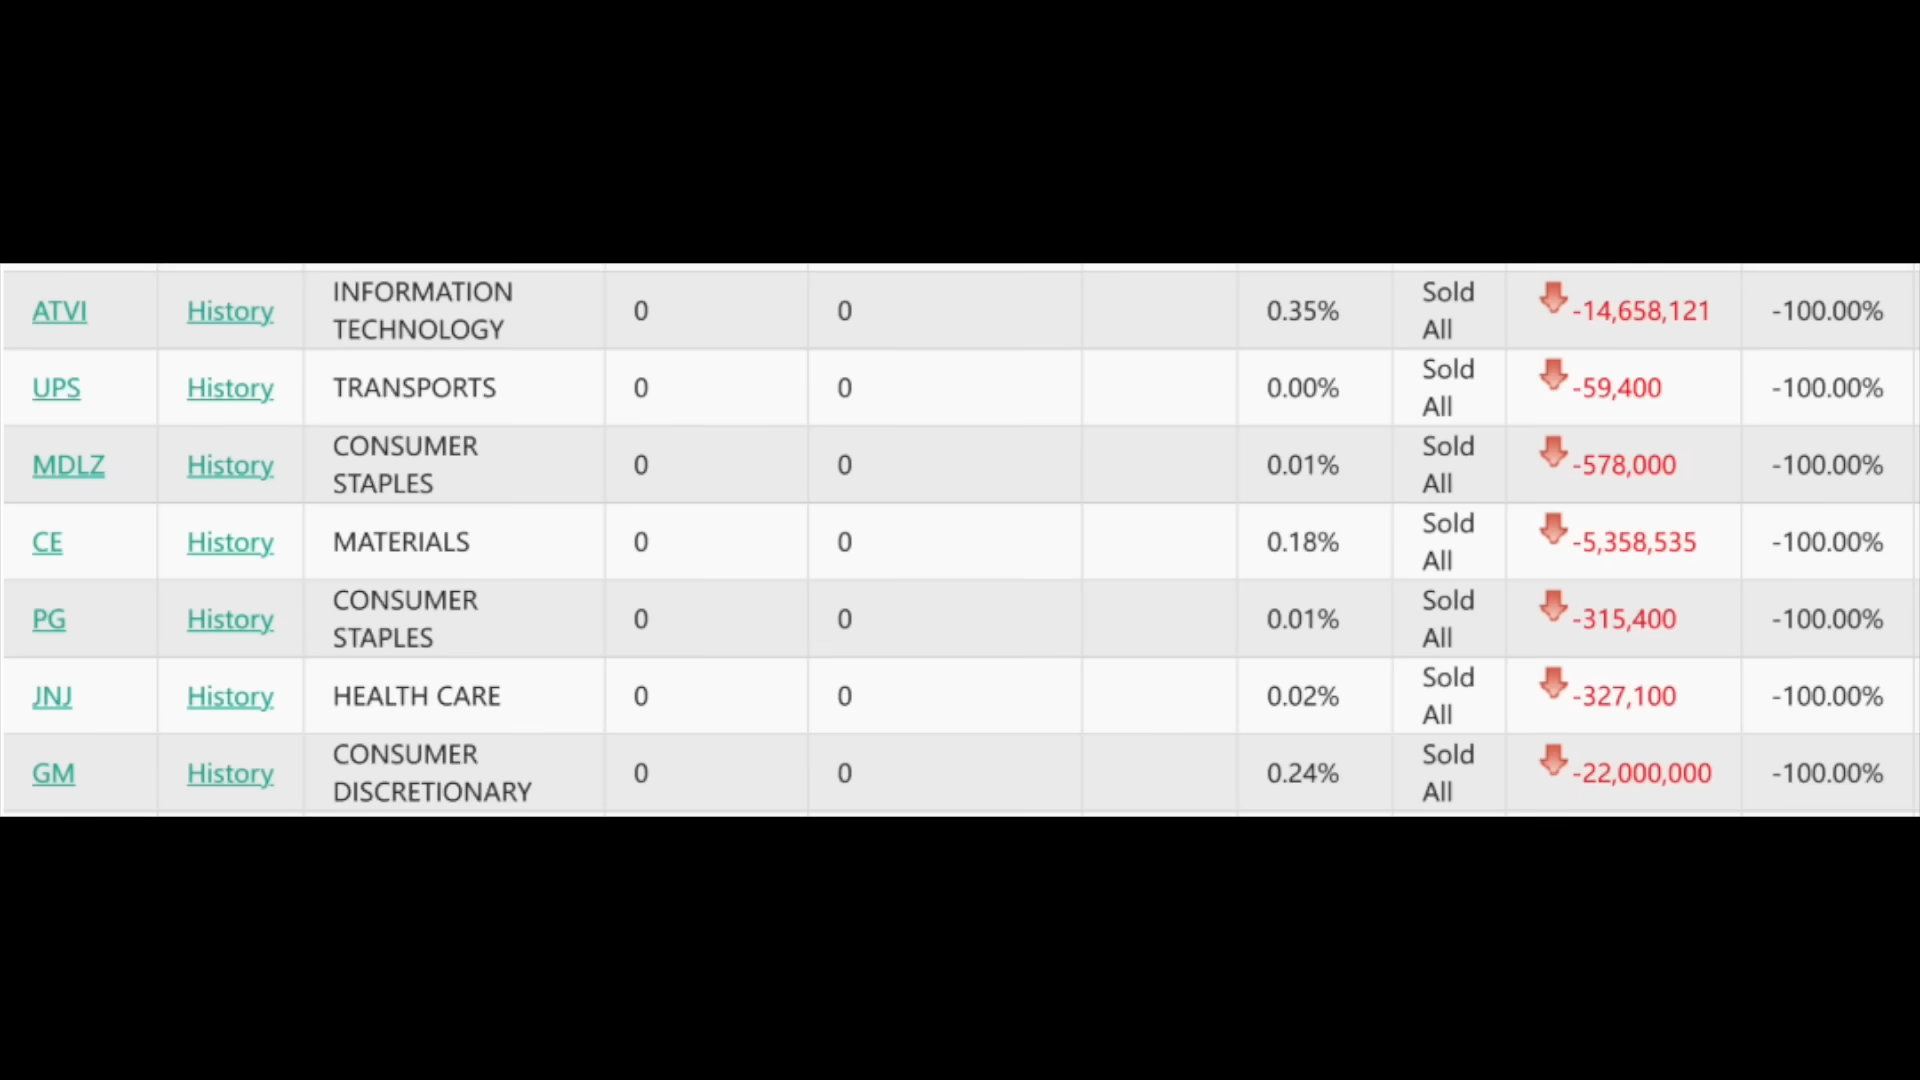 ATVI History INFORMATION TECHNOLOGY 0 0 0.35% Sold All -14,658,121 -100.00%
UPS History TRANSPORTS 0 0 0.00% Sold All -59,400 -100.00%
MDLZ History CONSUMER STAPLES 0 0 0.01% Sold All -578,000 -100.00%
CE History MATERIALS 0 0 0.18% Sold All -5,358,535 -100.00%
PG History CONSUMER STAPLES 0 0 0.01% Sold All -315,400 -100.00%
JNJ History HEALTH CARE 0 0 0.02% Sold All -327,100 -100.00%
GM History CONSUMER DISCRETIONARY 0 0 0.24% Sold All -22,000,000 -100.00%